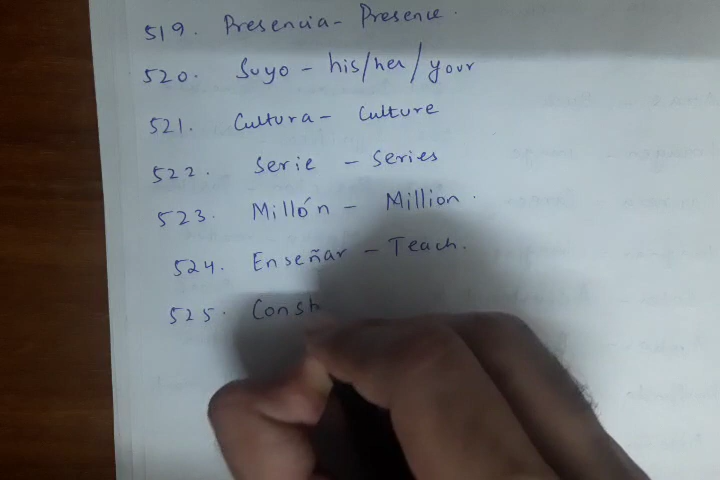 519. Presencia - Presence.
520. Suyo - his/her/your
521. Cultura - Culture
522. Serie - Series
523. Millón - Million.
524. Enseñar - Teach.
525.